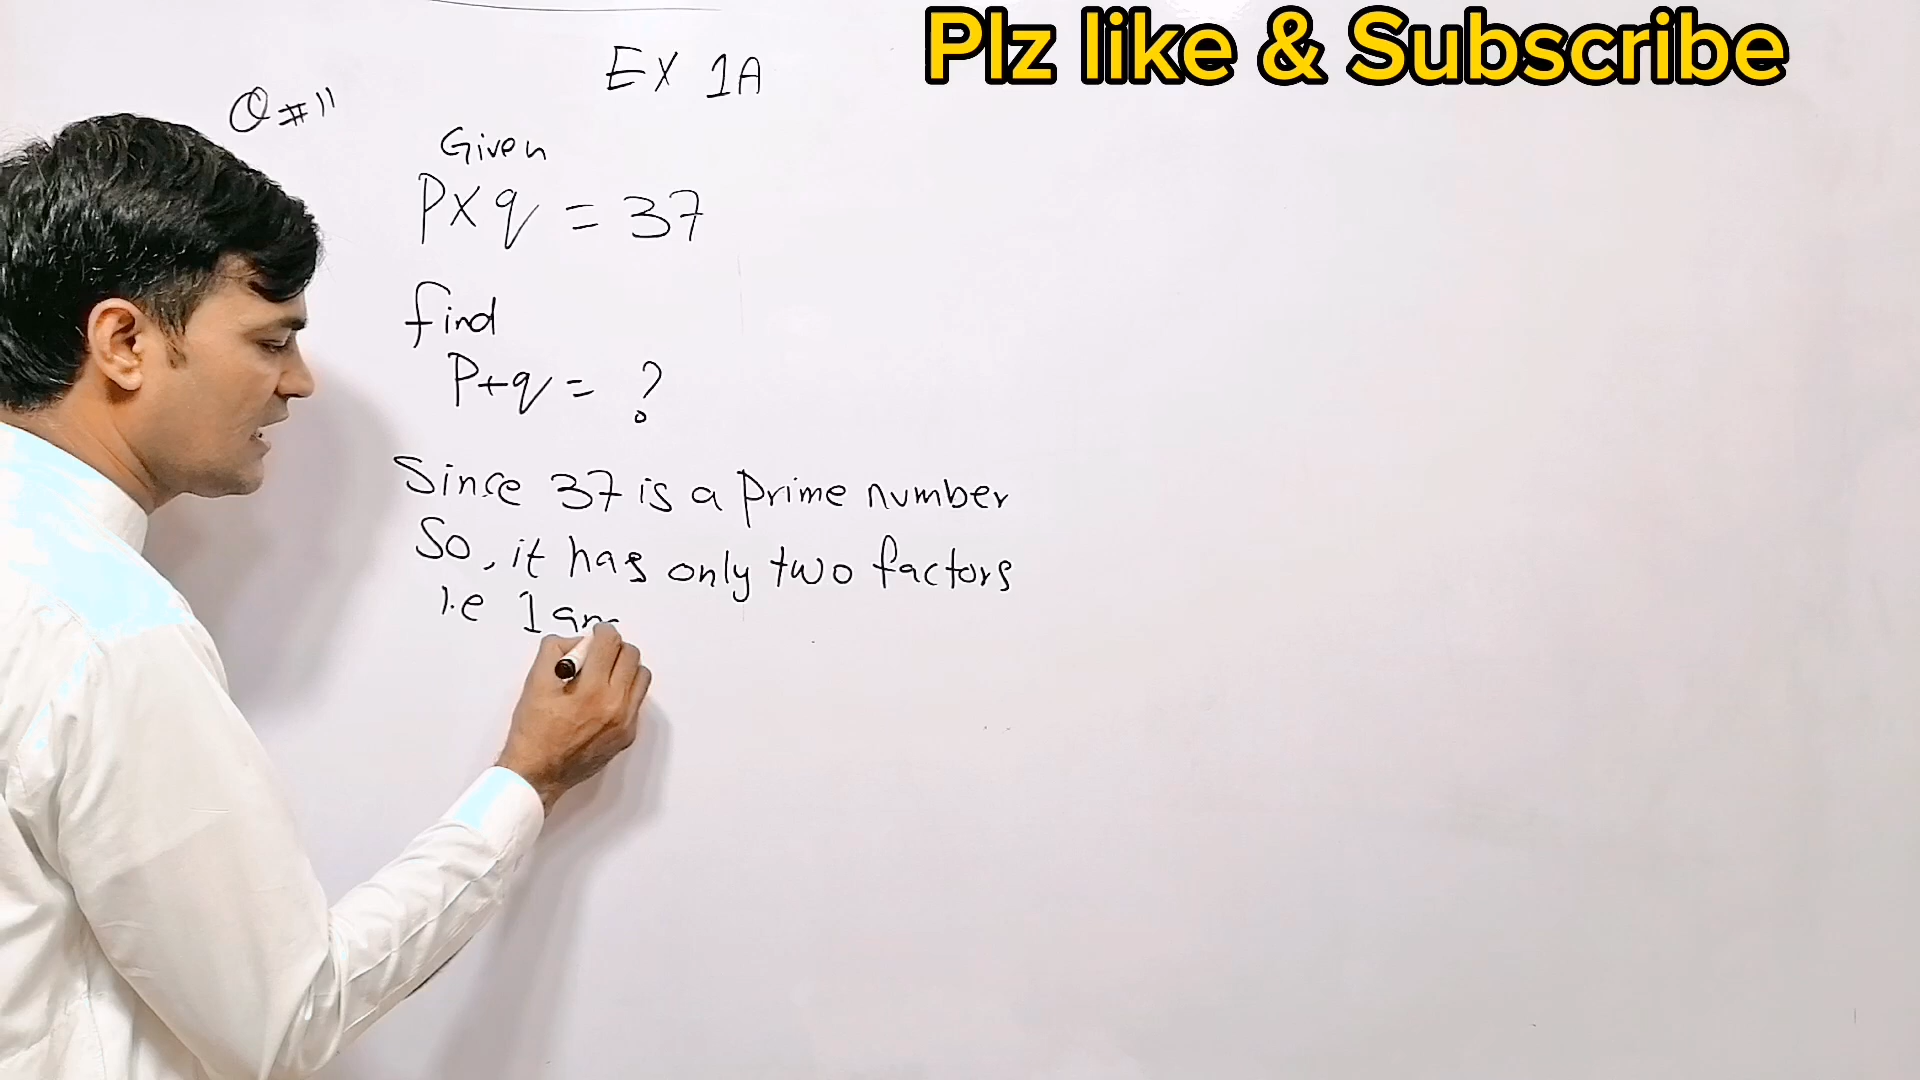 Plz like & Subscribe
EX 1A
Q#11
Given
P×q = 37
find
P+q = ?
Since 37 is a prime number
So, it has only two factors
i.e 1 an